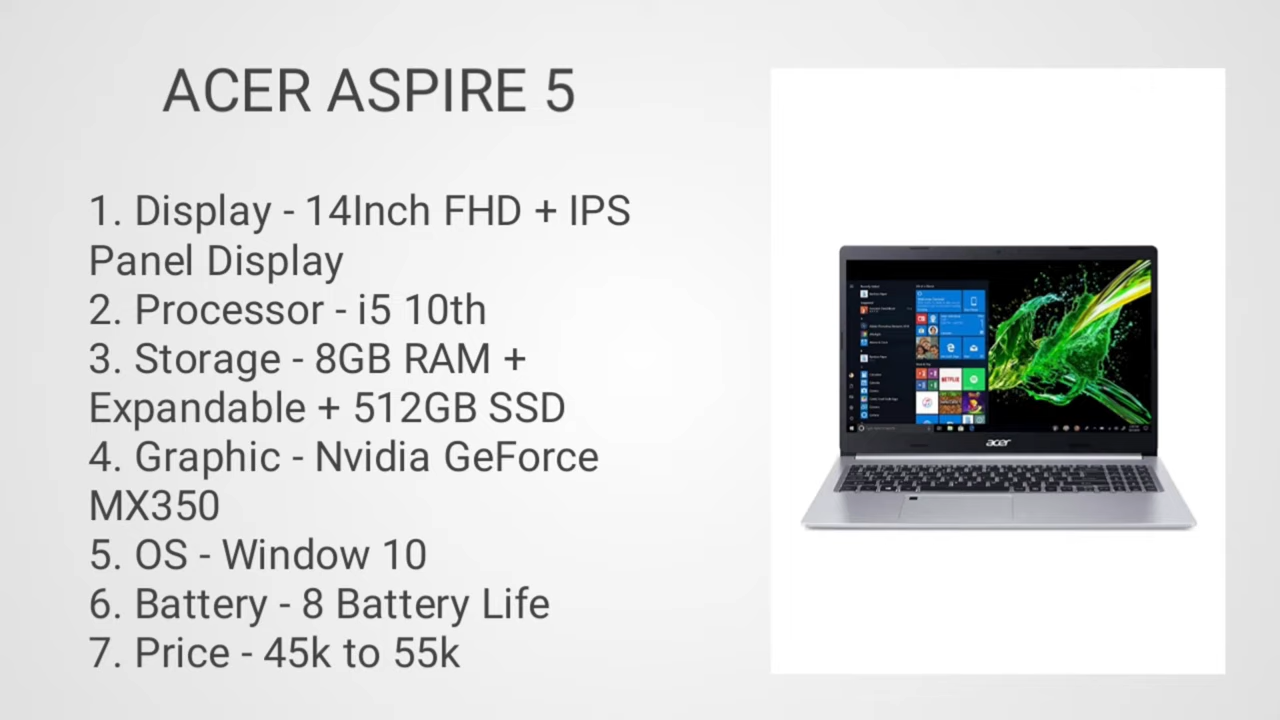 ACER ASPIRE 5
1. Display - 14Inch FHD + IPS
Panel Display
2. Processor - i5 10th
3. Storage - 8GB RAM +
Expandable + 512GB SSD
4. Graphic - Nvidia GeForce
MX350
5. OS - Window 10
6. Battery - 8 Battery Life
7. Price - 45k to 55k
NETFLIX
acer